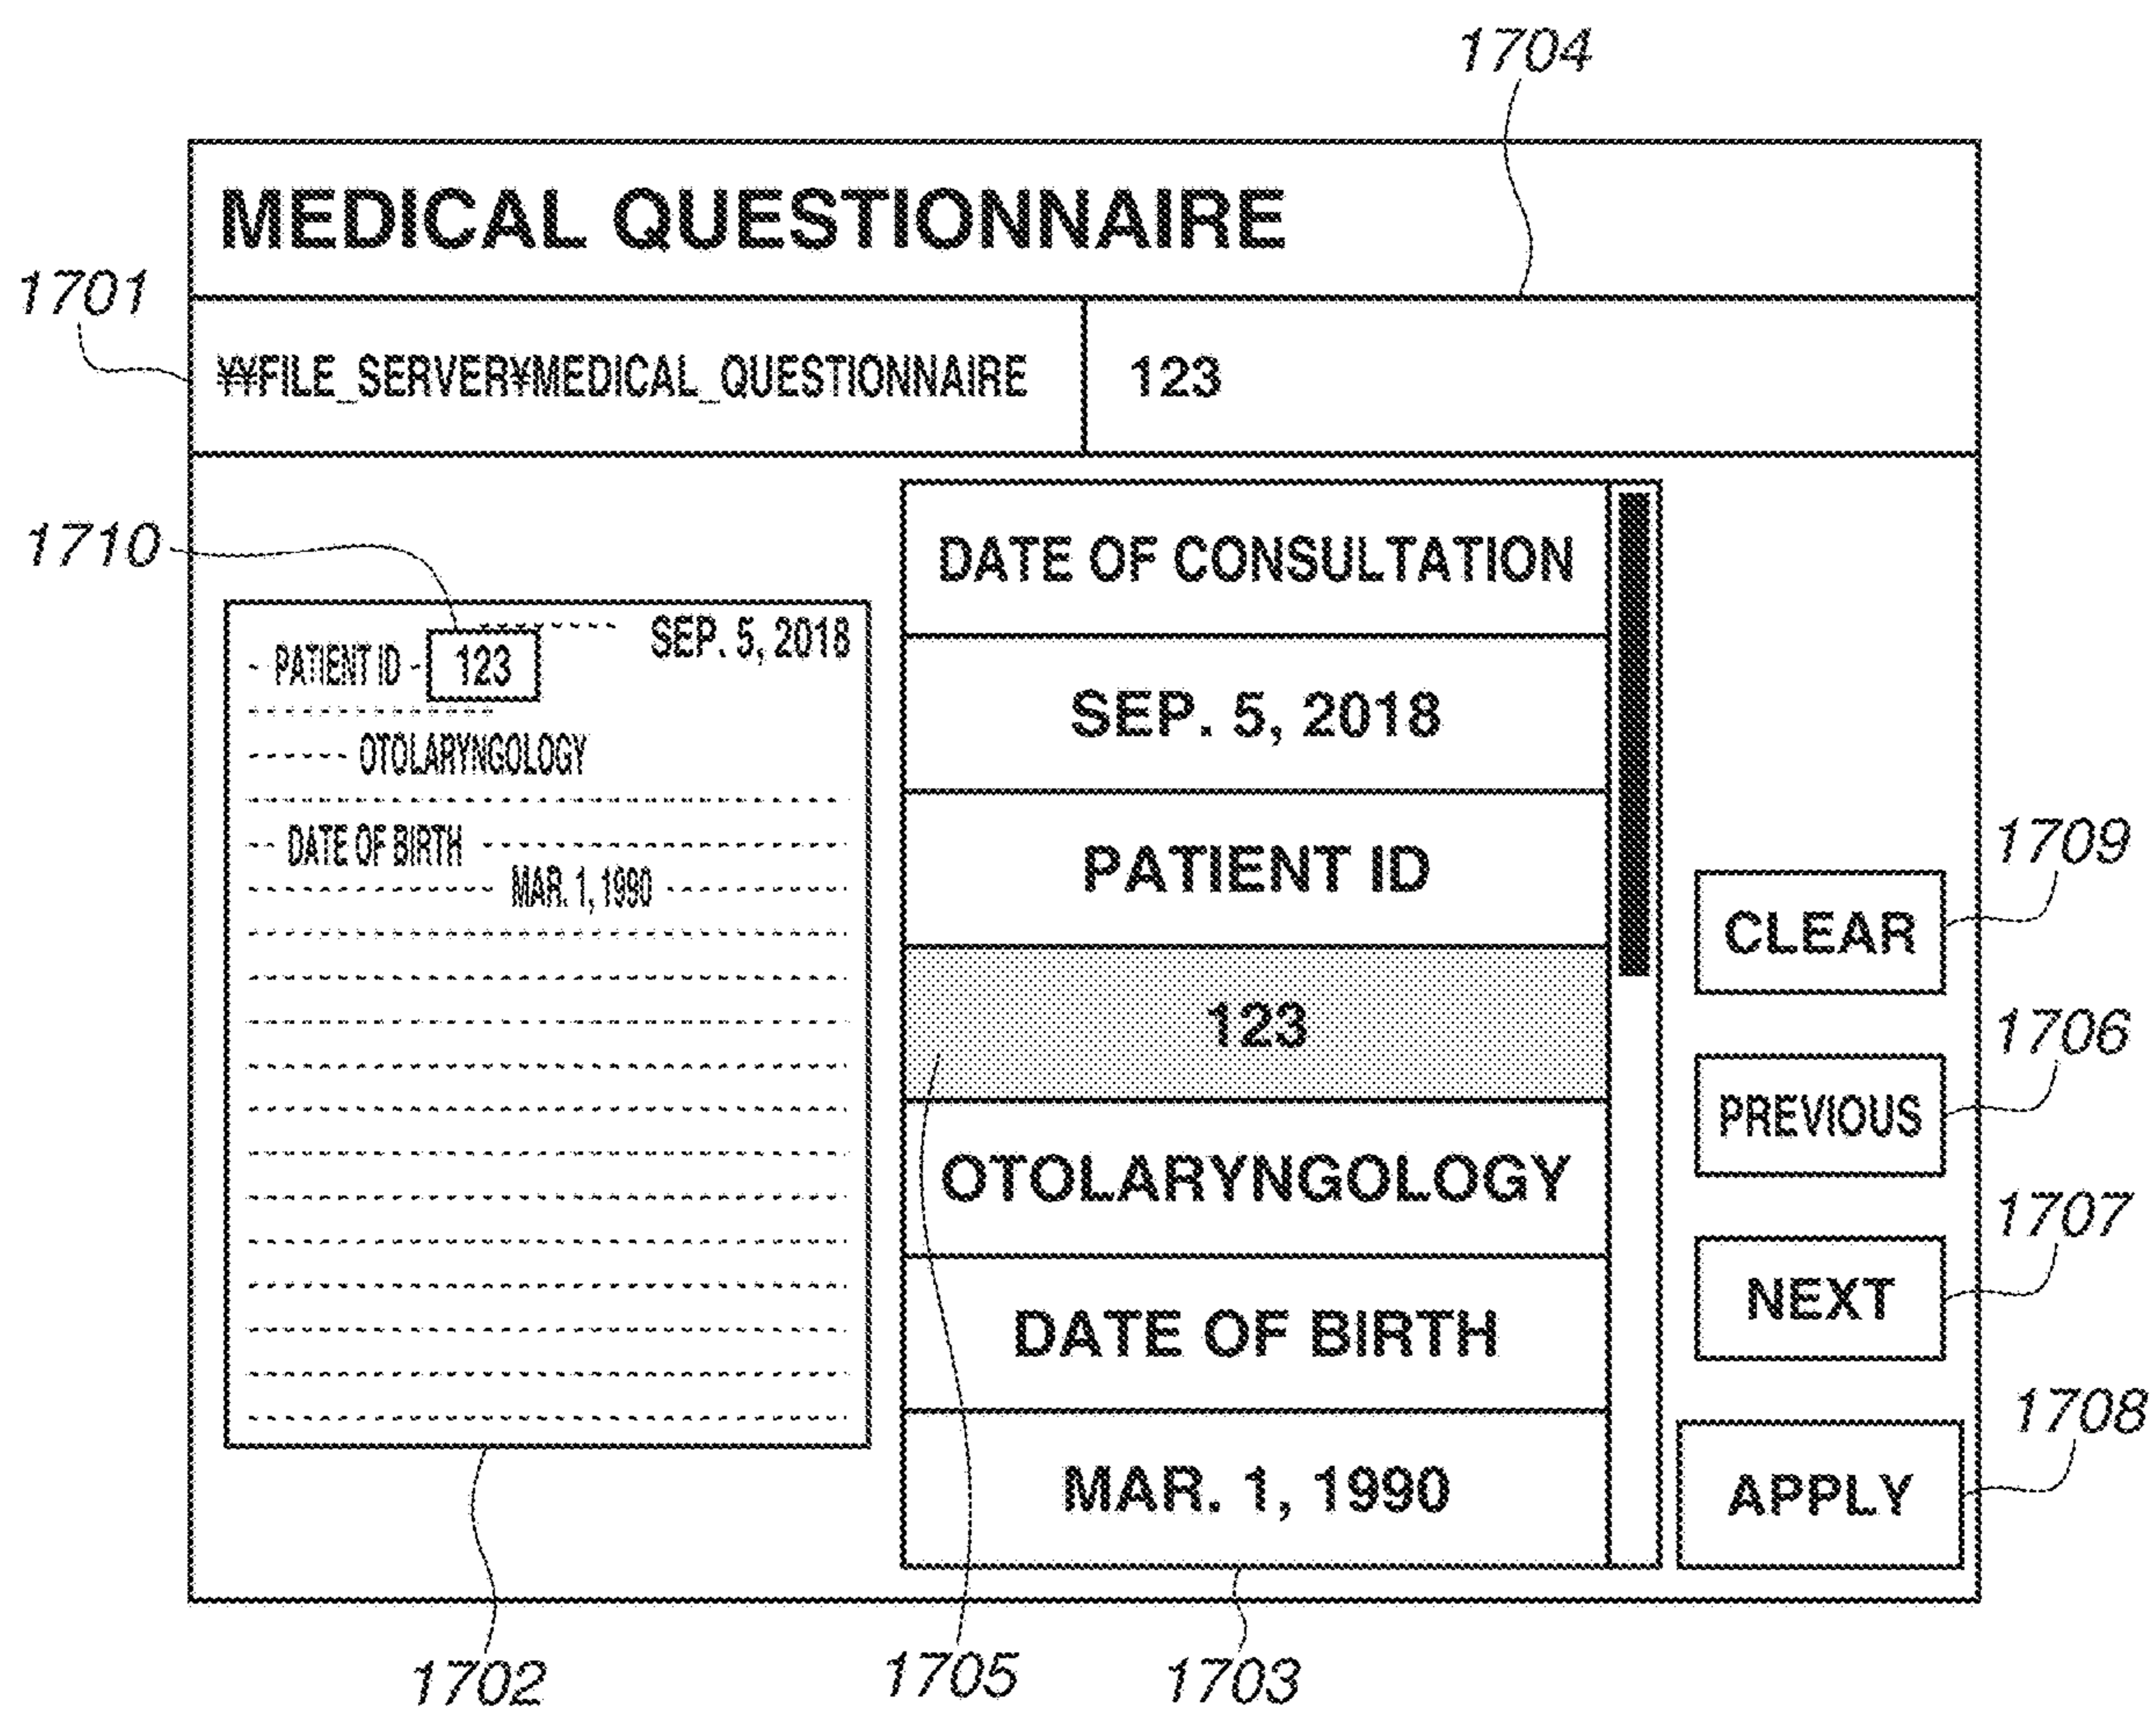 1704
MEDICAL QUESTIONNAIRE
1701
¥¥FILE_SERVER¥MEDICAL_QUESTIONNAIRE
123
1710
PATIENT ID
123
SEP. 5, 2018
OTOLARYNGOLOGY
DATE OF BIRTH
MAR. 1, 1990
DATE OF CONSULTATION
SEP. 5, 2018
PATIENT ID
123
OTOLARYNGOLOGY
DATE OF BIRTH
MAR. 1, 1990
1709
CLEAR
1706
PREVIOUS
1707
NEXT
1708
APPLY
1702
1705
1703